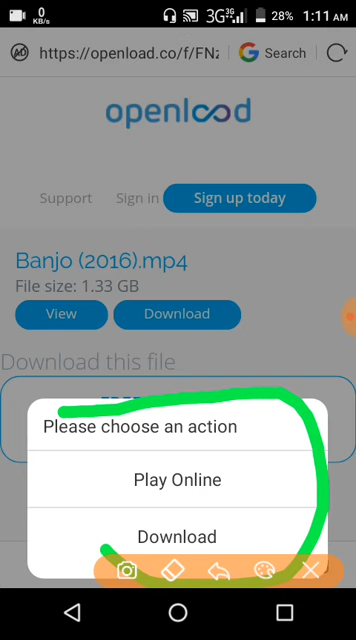 0
KB/s
3G 3G
28%
1:11 AM
AD
https://openload.co/f/FN
G Search
openload
Support
Sign in
Sign up today
Banjo (2016).mp4
File size: 1.33 GB
View
Download
Download this file
Please choose an action
Play Online
Download